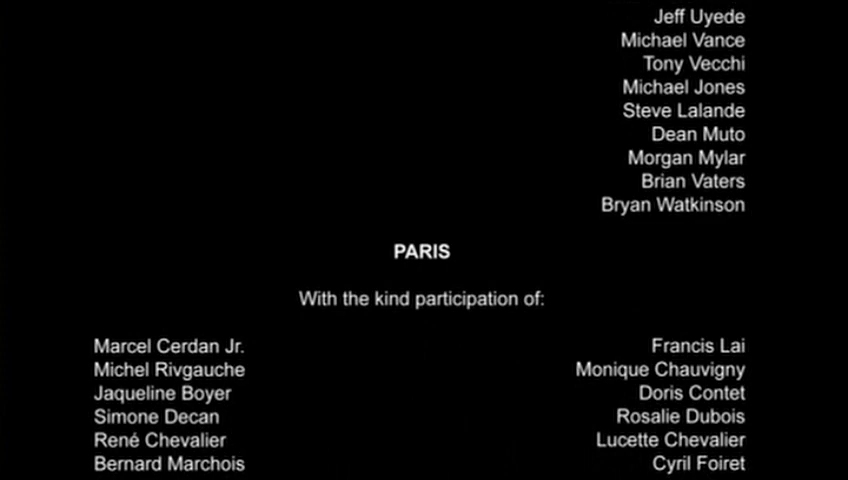 Jeff Uyede
Michael Vance
Tony Vecchi
Michael Jones
Steve Lalande
Dean Muto
Morgan Mylar
Brian Vaters
Bryan Watkinson
PARIS
With the kind participation of:
Marcel Cerdan Jr.
Michel Rivgauche
Jaqueline Boyer
Simone Decan
René Chevalier
Bernard Marchois
Francis Lai
Monique Chauvigny
Doris Contet
Rosalie Dubois
Lucette Chevalier
Cyril Foiret